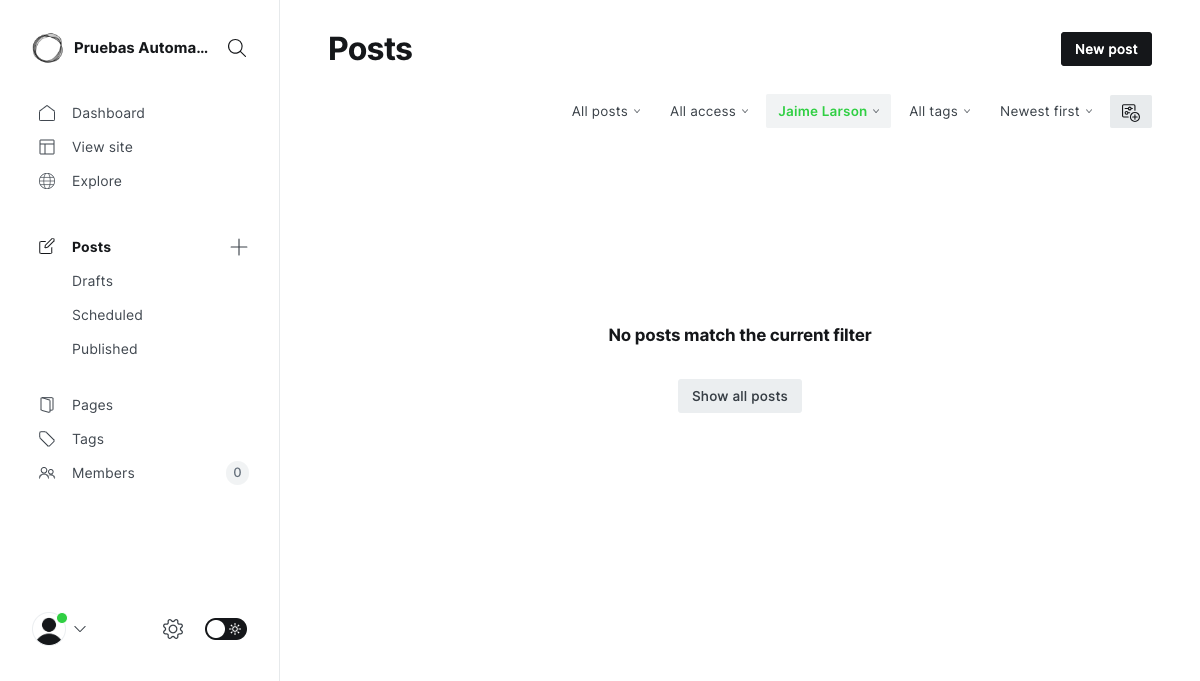 Pruebas Automa...
Dashboard
View site
Explore
Posts
Drafts
Scheduled
Published
Pages
Tags
Members
0
Posts
New post
All posts
All access
Jaime Larson
All tags
Newest first
No posts match the current filter
Show all posts